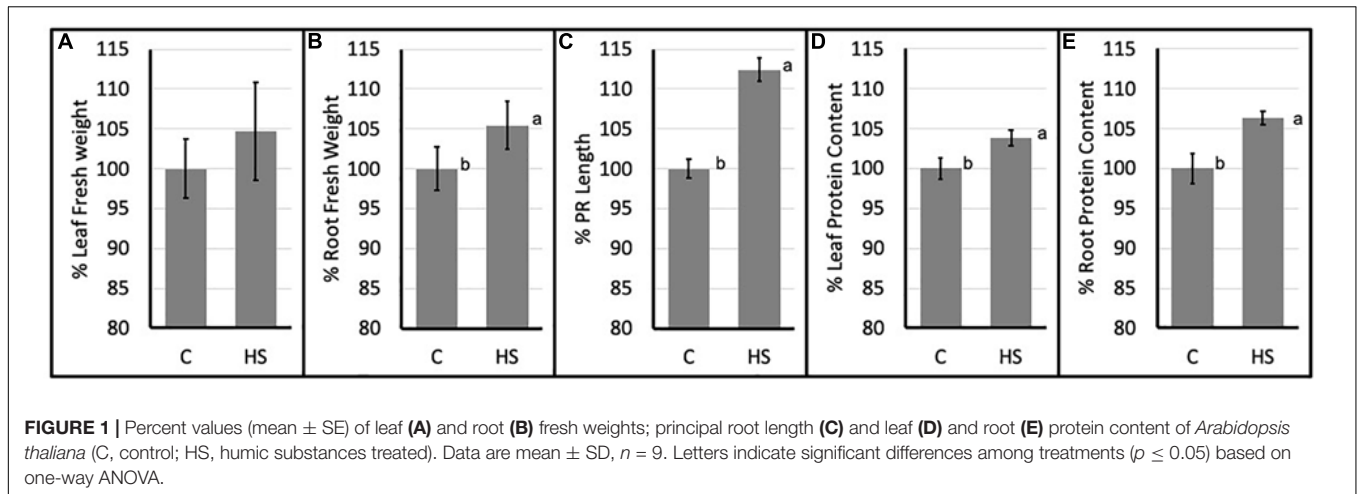 A
% Leaf Fresh weight
115
110
105
100
95
90
85
80
C HS
B
% Root Fresh Weight
115
110
105
100
95
90
85
80
b
a
C HS
C
% PR Length
115
110
105
100
95
90
85
80
b
a
C HS
D
% Leaf Protein Content
115
110
105
100
95
90
85
80
b
a
C HS
E
% Root Protein Content
115
110
105
100
95
90
85
80
b
a
C HS
FIGURE 1 | Percent values (mean ± SE) of leaf (A) and root (B) fresh weights; principal root length (C) and leaf (D) and root (E) protein content of Arabidopsis
thaliana (C, control; HS, humic substances treated). Data are mean ± SD, n = 9. Letters indicate significant differences among treatments (p ≤ 0.05) based on
one-way ANOVA.